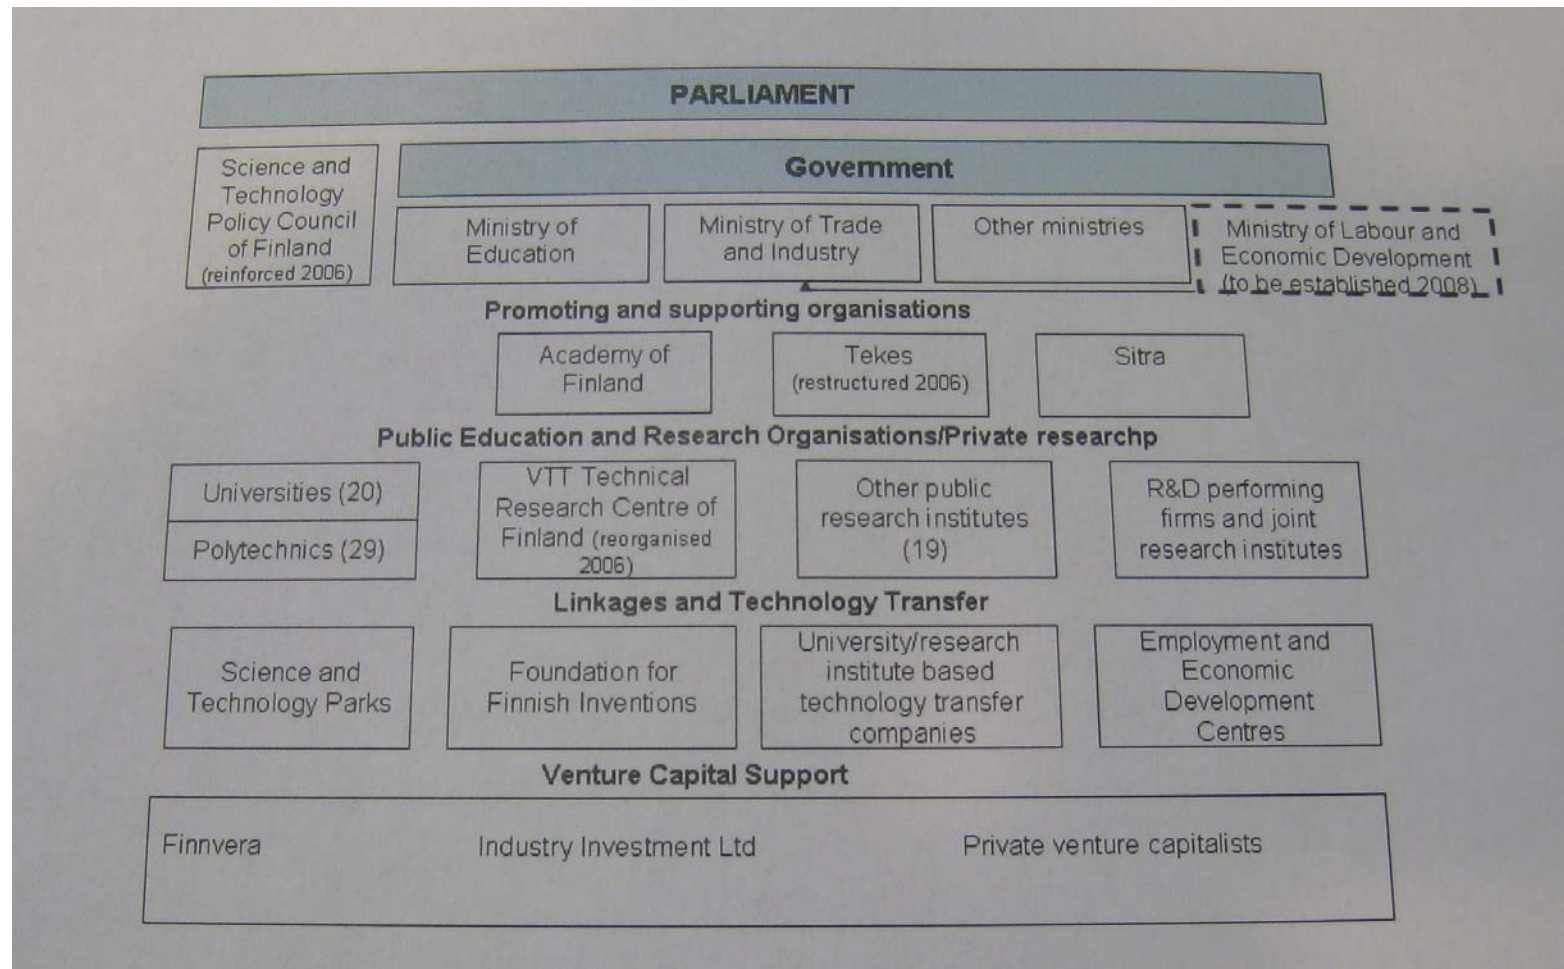 PARLIAMENT
Science and
Technology
Policy Council
of Finland
(reinforced 2006)
Government
Ministry of
Education
Ministry of Trade
and Industry
Other ministries
Ministry of Labour and
Economic Development
(to be established 2008)
Promoting and supporting organisations
Academy of
Finland
Tekes
(restructured 2006)
Sitra
Public Education and Research Organisations/Private researchp
Universities (20)
Polytechnics (29)
VTT Technical
Research Centre of
Finland (reorganised
2006)
Other public
research institutes
(19)
R&D performing
firms and joint
research institutes
Linkages and Technology Transfer
Science and
Technology Parks
Foundation for
Finnish Inventions
University/research
institute based
technology transfer
companies
Employment and
Economic
Development
Centres
Venture Capital Support
Finnvera
Industry Investment Ltd
Private venture capitalists